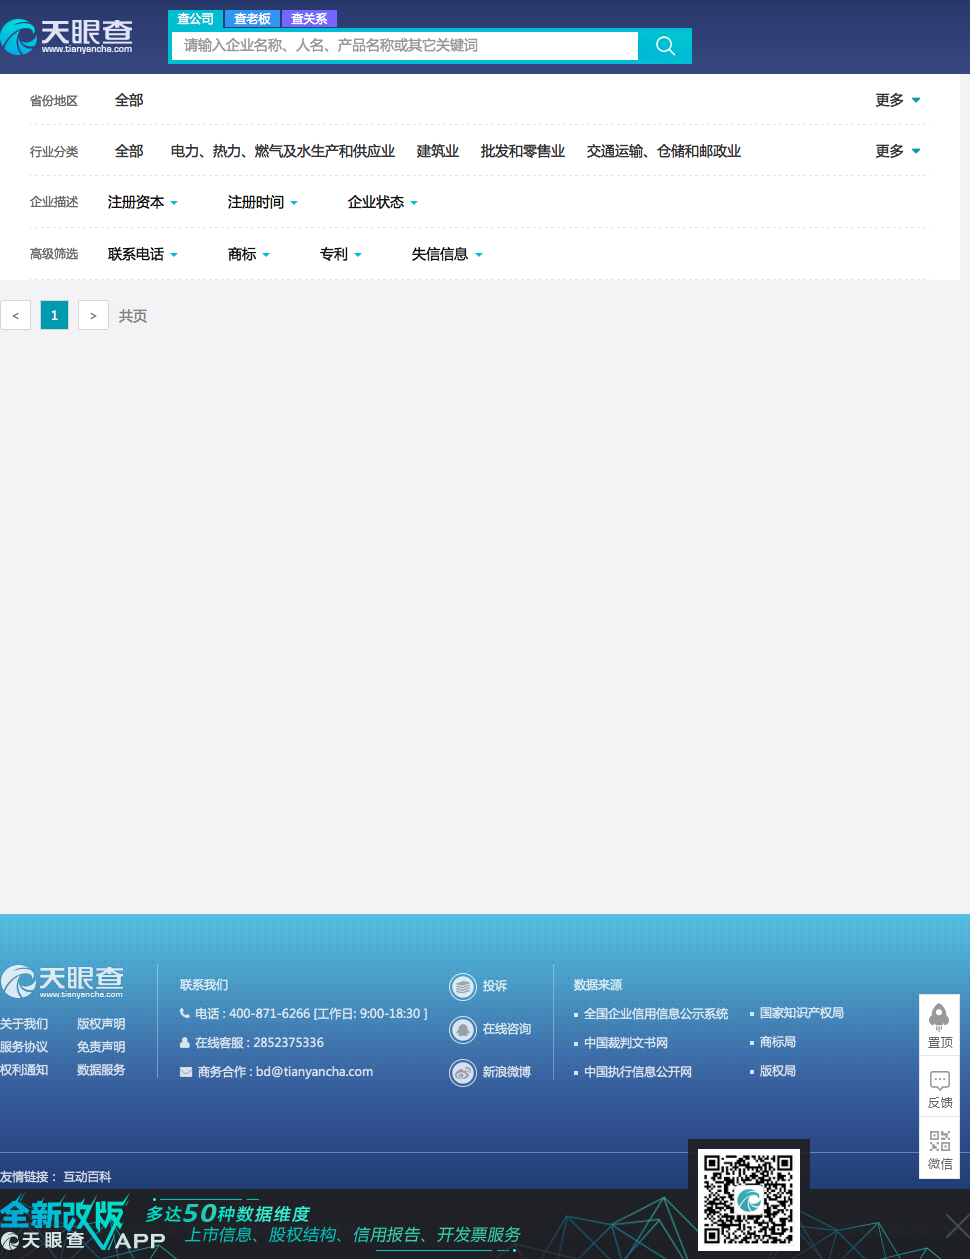 天眼查
www.tianyancha.com
查公司 查老板 查关系
请输入企业名称、人名、产品名称或其它关键词
省份地区 全部 更多
行业分类 全部 电力、热力、燃气及水生产和供应业 建筑业 批发和零售业 交通运输、仓储和邮政业 更多
企业描述 注册资本 注册时间 企业状态
高级筛选 联系电话 商标 专利 失信信息
< 1 > 共页
天眼查
www.tianyancha.com
关于我们 版权声明
服务协议 免责声明
权利通知 数据服务
联系我们
电话 : 400-871-6266 [工作日: 9:00-18:30 ]
在线客服 : 2852375336
商务合作 : bd@tianyancha.com
投诉
在线咨询
新浪微博
数据来源
全国企业信用信息公示系统 国家知识产权局
中国裁判文书网 商标局
中国执行信息公开网 版权局
置顶
反馈
微信
友情链接： 互动百科
全新改版
天眼查APP
多达50种数据维度
上市信息、股权结构、信用报告、开发票服务